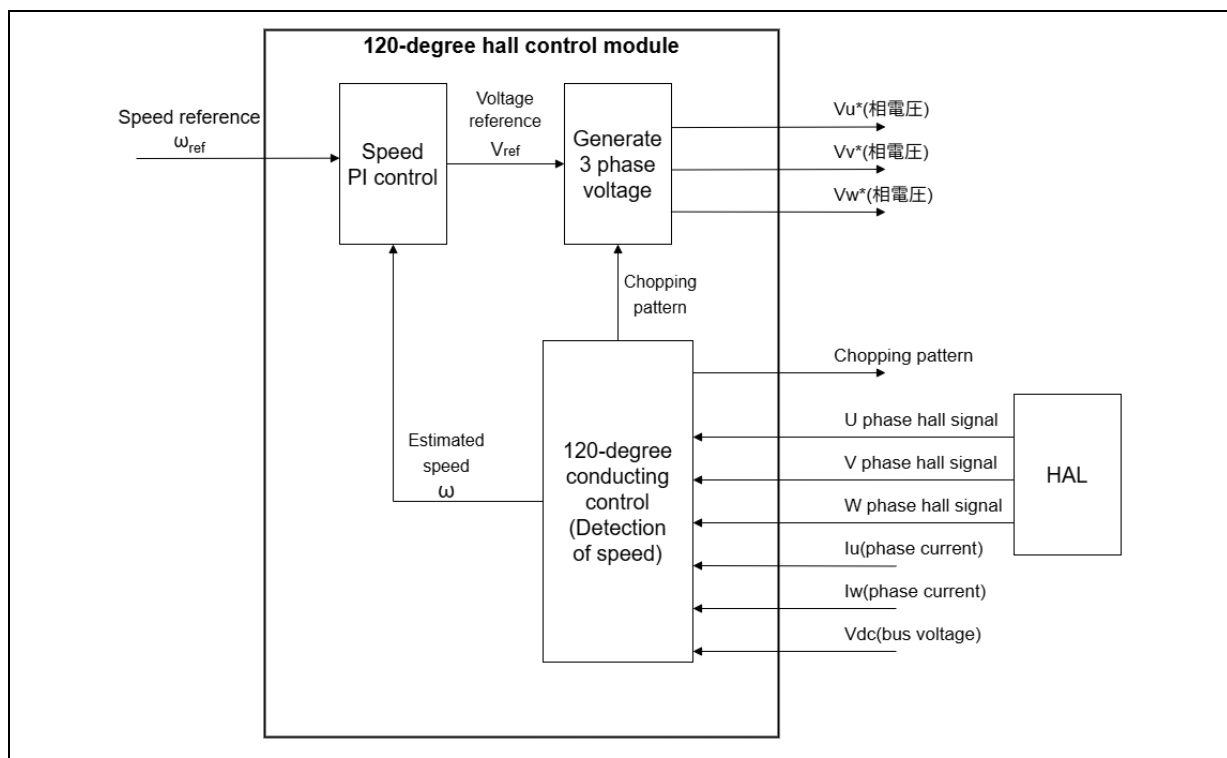 120-degree hall control module
Speed reference
ωref
Speed
PI control
Voltage
reference
Vref
Generate
3 phase
voltage
Vu*(相電圧)
Vv*(相電圧)
Vw*(相電圧)
Chopping
pattern
Chopping pattern
Estimated
speed
ω
120-degree
conducting
control
(Detection
of speed)
U phase hall signal
V phase hall signal
W phase hall signal
Iu(phase current)
Iw(phase current)
Vdc(bus voltage)
HAL